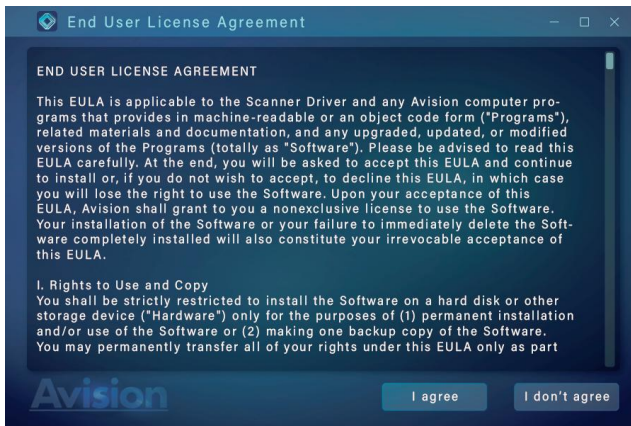 End User License Agreement
END USER LICENSE AGREEMENT
This EULA is applicable to the Scanner Driver and any Avision computer pro-
grams that provides in machine-readable or an object code form ("Programs"),
related materials and documentation, and any upgraded, updated, or modified
versions of the Programs (totally as "Software"). Please be advised to read this
EULA carefully. At the end, you will be asked to accept this EULA and continue
to install or, if you do not wish to accept, to decline this EULA, in which case
you will lose the right to use the Software. Upon your acceptance of this
EULA, Avision shall grant to you a nonexclusive license to use the Software.
Your installation of the Software or your failure to immediately delete the Soft-
ware completely installed will also constitute your irrevocable acceptance of
this EULA.
I. Rights to Use and Copy
You shall be strictly restricted to install the Software on a hard disk or other
storage device ("Hardware") only for the purposes of (1) permanent installation
and/or use of the Software or (2) making one backup copy of the Software.
You may permanently transfer all of your rights under this EULA only as part
Avision
I agree
I don't agree